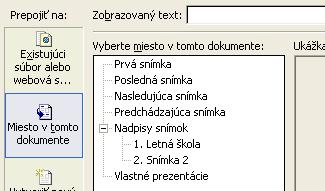 Prepojiť na:
Zobrazovaný text:
Existujúci
súbor alebo
webová s...
Miesto v tomto
dokumente
Vyberte miesto v tomto dokumente:
Prvá snímka
Posledná snímka
Nasledujúca snímka
Predchádzajúca snímka
Nadpisy snímok
1. Letná škola
2. Snímka 2
Vlastné prezentácie